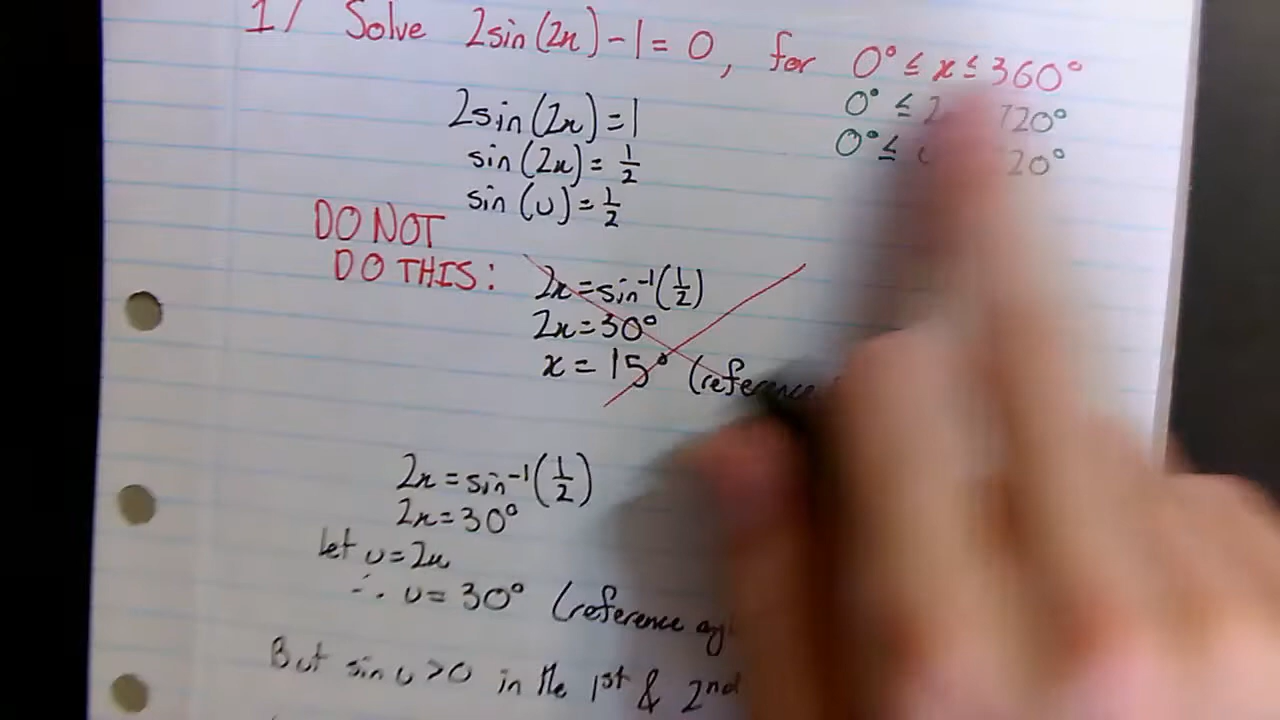 1/ Solve 2sin(2x) - 1 = 0, for 0° ≤ x ≤ 360°
0° ≤ 2 720°
2sin(2x) = 1
0° ≤ 20°
sin(2x) = 1/2
sin(u) = 1/2
DO NOT
DO THIS:
2x = sin⁻¹(1/2)
2x = 30°
x = 15° (reference
2x = sin⁻¹(1/2)
2x = 30°
let u = 2x
∴ u = 30° (reference
But sin u > 0 in the 1st & 2nd